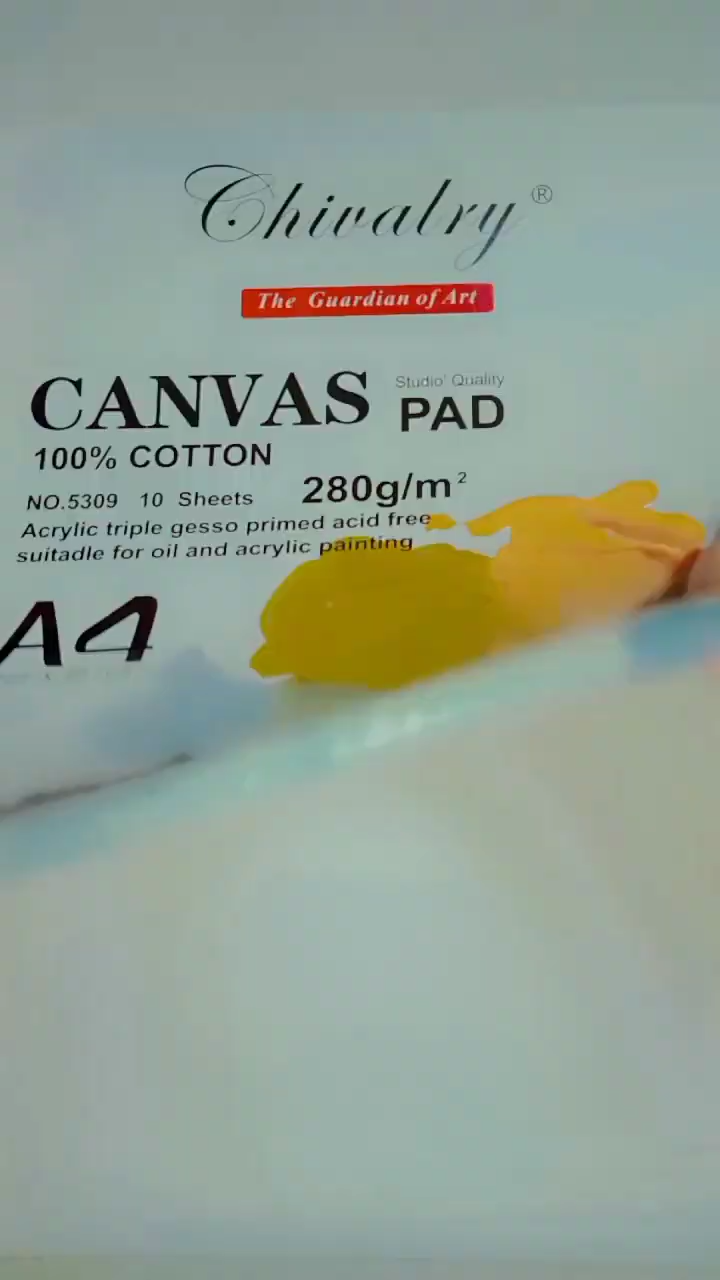 Chivalry ®
The Guardian of Art
CANVAS
Studio' Quality
PAD
100% COTTON
NO.5309 10 Sheets
280g/m²
Acrylic triple gesso primed acid free
suitadle for oil and acrylic painting
A4